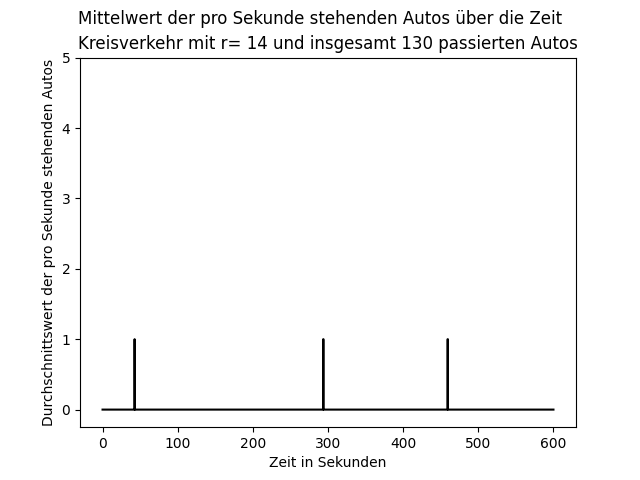 Mittelwert der pro Sekunde stehenden Autos über die Zeit
Kreisverkehr mit r= 14 und insgesamt 130 passierten Autos
Durchschnittswert der pro Sekunde stehenden Autos
5
4
3
2
1
0
0 100 200 300 400 500 600
Zeit in Sekunden